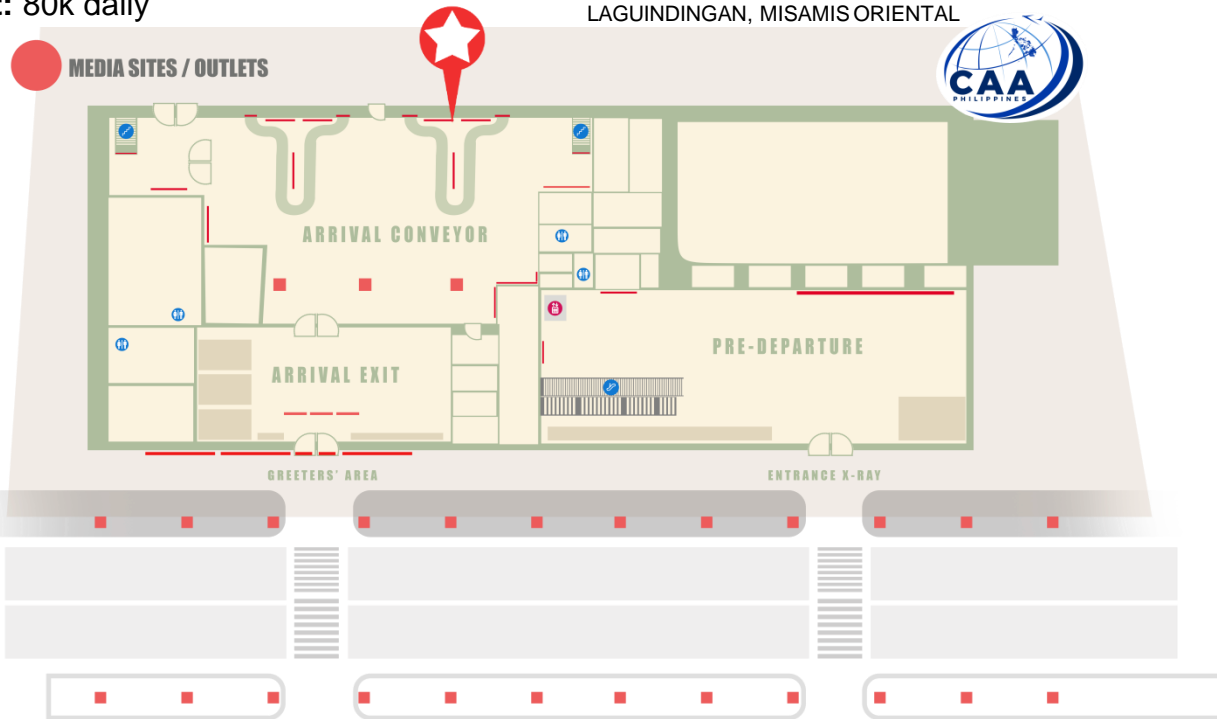 : 80k daily
LAGUINDINGAN, MISAMIS ORIENTAL
MEDIA SITES / OUTLETS
CAA
PHILIPPINES
ARRIVAL CONVEYOR
PRE-DEPARTURE
ARRIVAL EXIT
GREETERS' AREA
ENTRANCE X-RAY